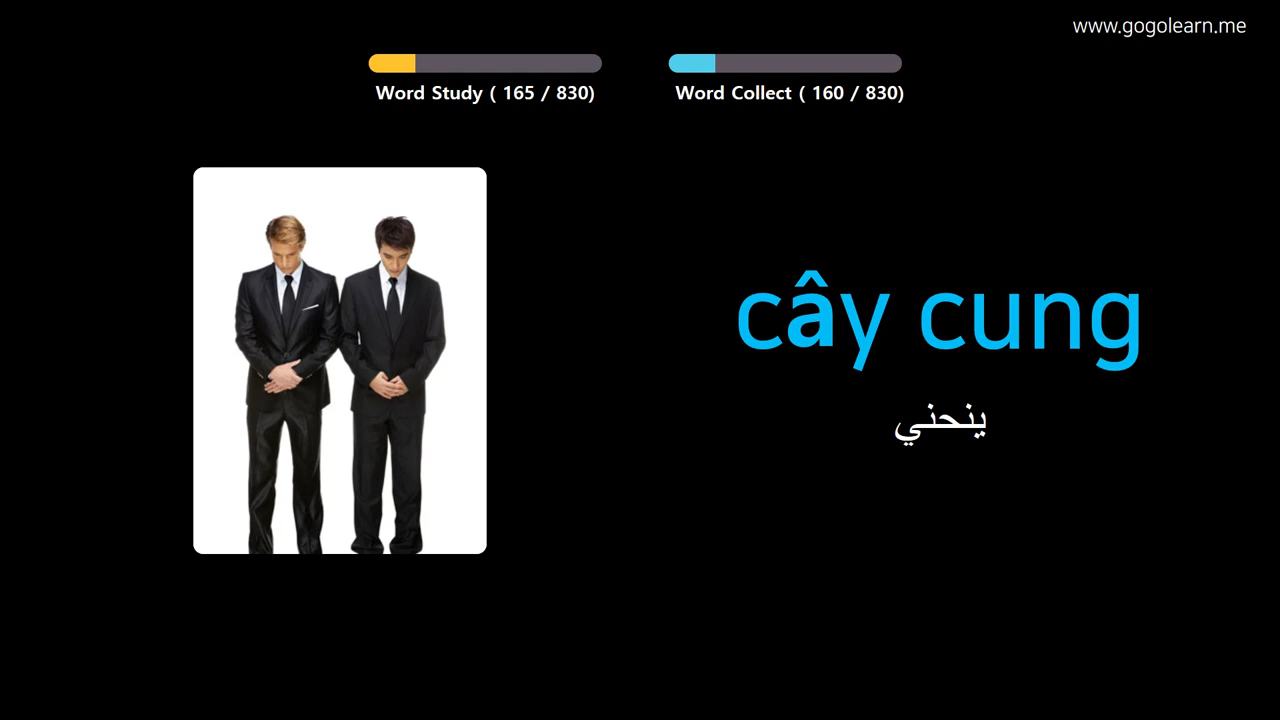 www.gogolearn.me
Word Study ( 165 / 830)
Word Collect ( 160 / 830)
cây cung
ينحني